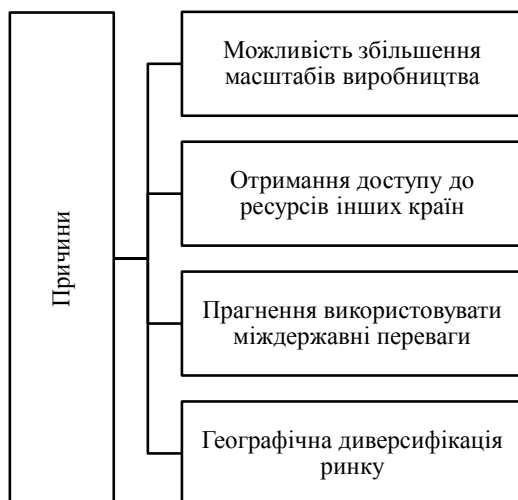 Причини
Можливість збільшення
масштабів виробництва
Отримання доступу до
ресурсів інших країн
Прагнення використовувати
міждержавні переваги
Географічна диверсифікація
ринку